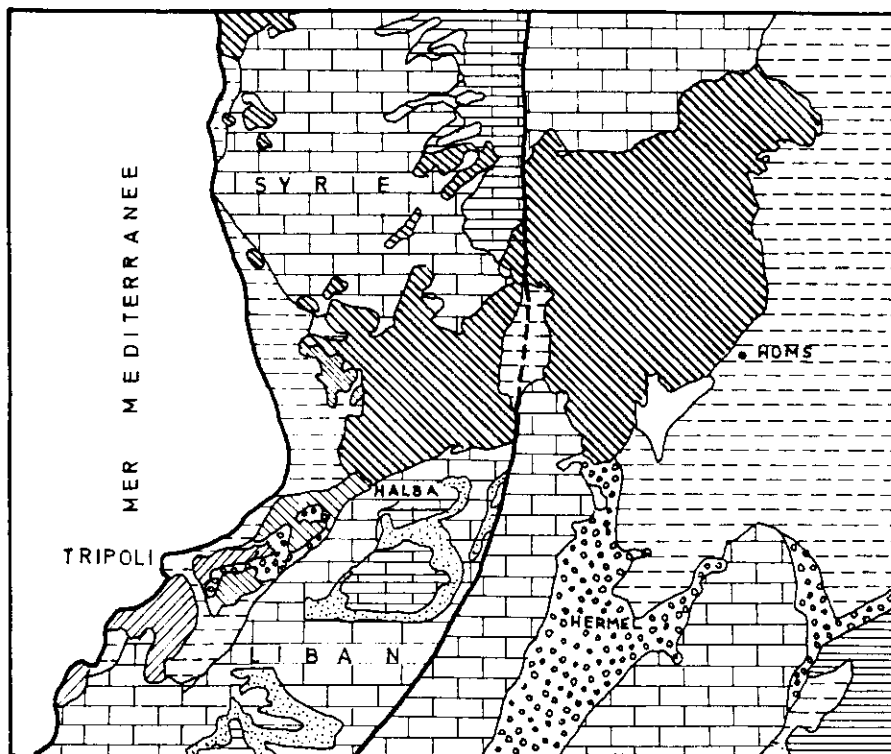 MER MEDITERRANEE
SYRIE
HOMS
HALBA
TRIPOLI
HERMEL
LIBAN